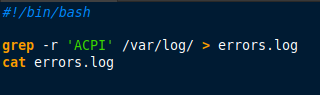 #!/bin/bash
grep -r 'ACPI' /var/log/ > errors.log
cat errors.log